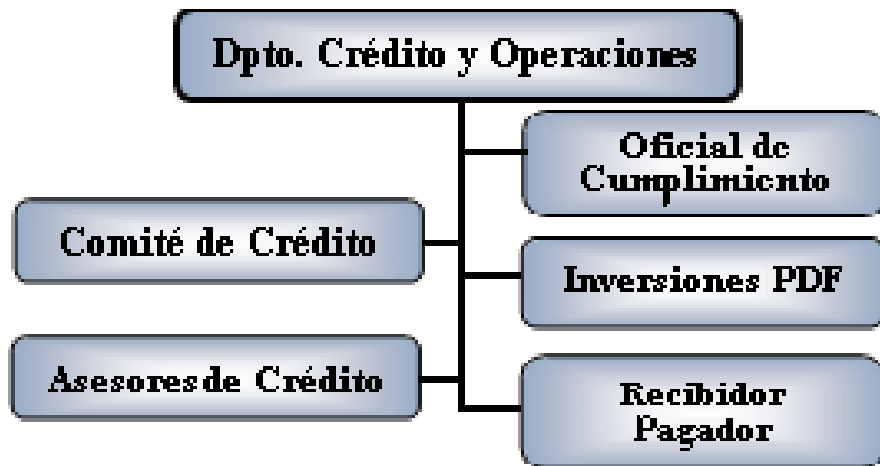 Dpto. Crédito y Operaciones
Oficial de
Cumplimiento
Comité de Crédito
Inversiones PDF
Asesores de Crédito
Recibidor
Pagador